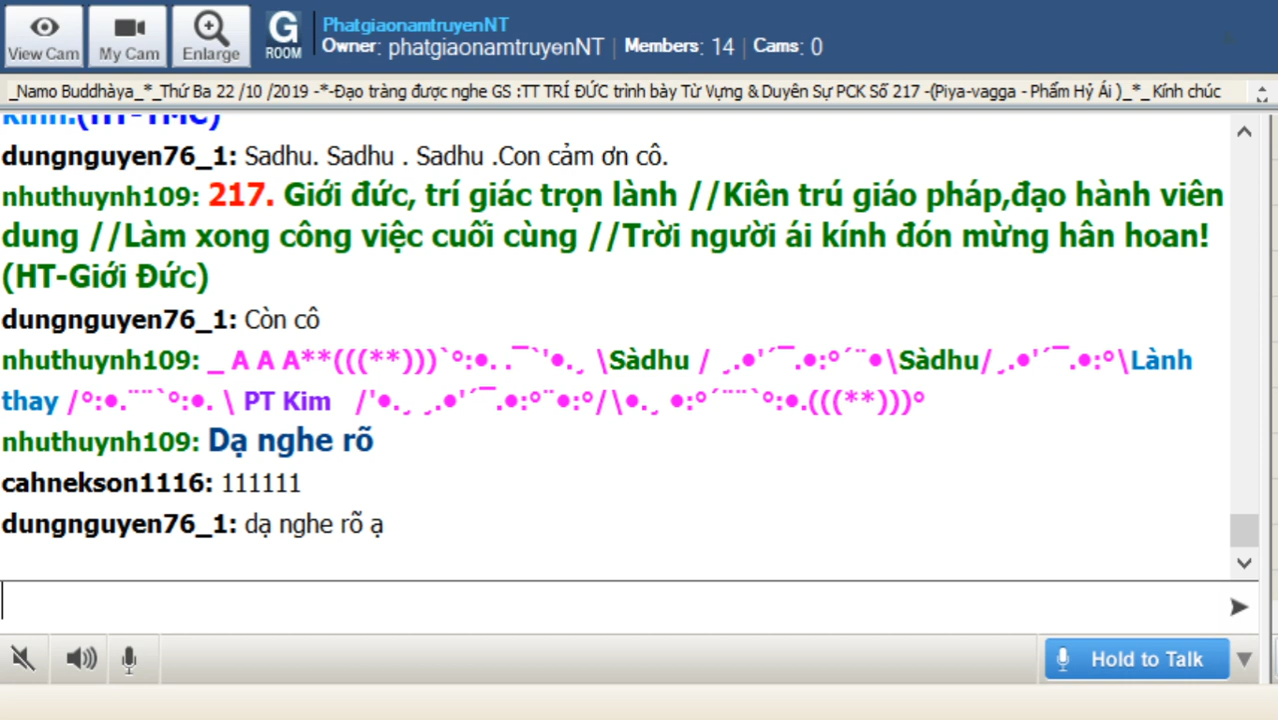 View Cam
My Cam
Enlarge
G ROOM
PhatgiaonamtruyenNT
Owner: phatgiaonamtruyenNT | Members: 14 | Cams: 0
_Namo Buddhàya_*_Thứ Ba 22 /10 /2019 -*-Đạo tràng được nghe GS :TT TRÍ ĐỨC trình bày Từ Vựng & Duyên Sự PCK Số 217 -(Piya-vagga - Phẩm Hỷ Ái )_*_ Kính chúc
kính.(HT-TMC)
dungnguyen76_1: Sadhu. Sadhu . Sadhu .Con cảm ơn cô.
nhuthuynh109: 217. Giới đức, trí giác trọn lành //Kiên trú giáo pháp,đạo hành viên
dung //Làm xong công việc cuối cùng //Trời người ái kính đón mừng hân hoan!
(HT-Giới Đức)
dungnguyen76_1: Còn cô
nhuthuynh109: _ A A A**(((**)))`°:●. .¯`'●.¸ \Sàdhu / ¸.●'´¯.●:°´¨●\Sàdhu/¸.●'´¯.●:°\Lành
thay /°:●.¨¨`°:●. \ PT Kim /'●.¸ ¸.●'´¯.●:°¨●:°/\●.¸ ●:°´¨¨`°:●.(((**)))°
nhuthuynh109: Dạ nghe rõ
cahnekson1116: 111111
dungnguyen76_1: dạ nghe rõ ạ
Hold to Talk